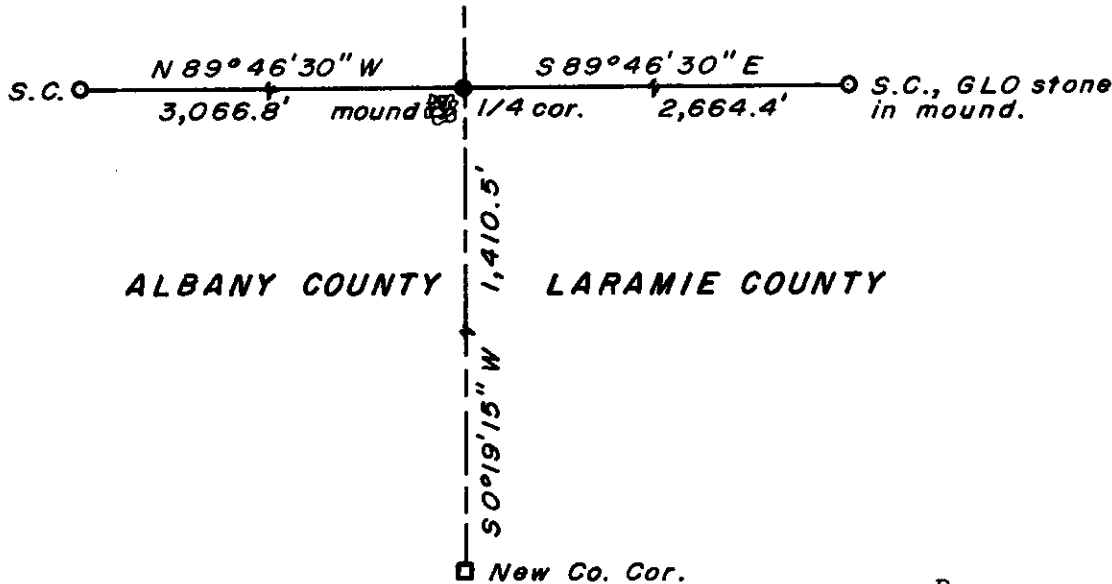 N 89° 46' 30" W
S 89° 46' 30" E
S.C.
S.C., GLO stone
in mound.
3,066.8'
mound
1/4 cor.
2,664.4'
1,410.5'
ALBANY COUNTY
LARAMIE COUNTY
S 0° 19' 15" W
New Co. Cor.